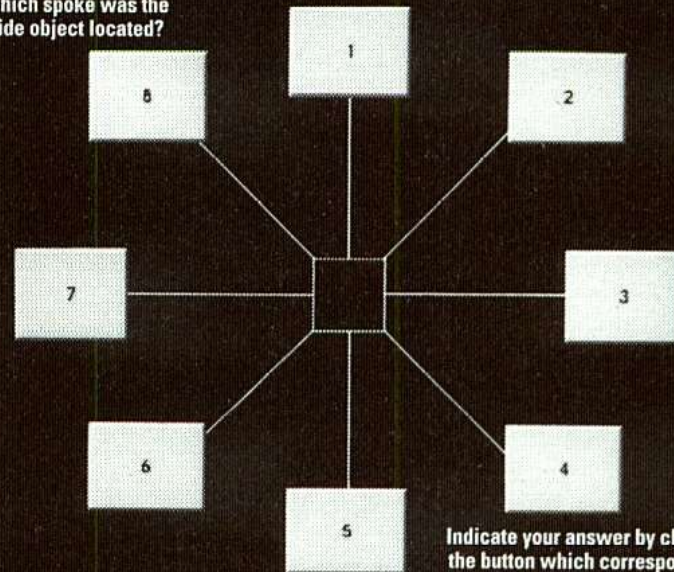 which spoke was the
ide object located?
1
8
2
7
3
6
4
5
Indicate your answer by cl
the button which correspo